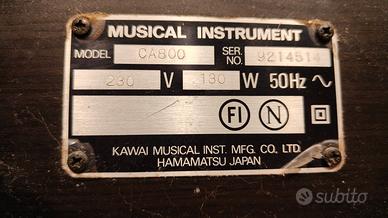 MUSICAL INSTRUMENT
MODEL CA800 SER. NO. 9214514
230 V 130 W 50Hz
FI N
KAWAI MUSICAL INST. MFG. CO., LTD.
HAMAMATSU JAPAN
subito